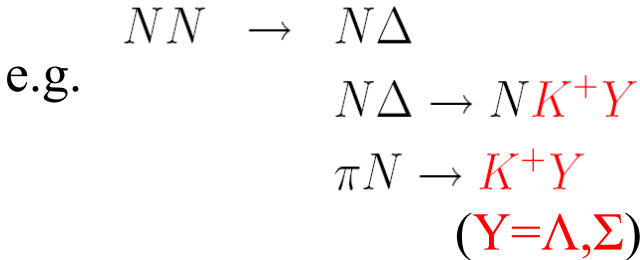 NN → NΔ
e.g.
NΔ → NK⁺Y
πN → K⁺Y
(Y=Λ,Σ)